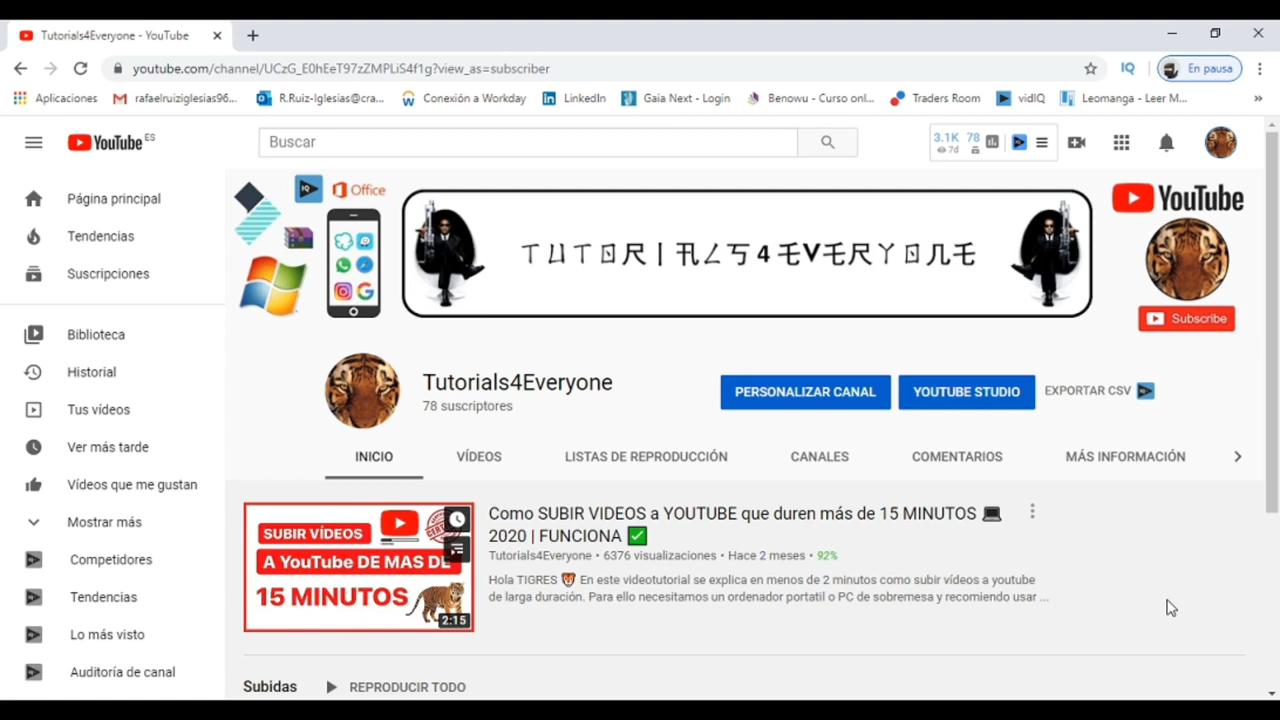 Tutorials4Everyone - YouTube
youtube.com/channel/UCzG_E0hEeT97zZMPLiS4f1g?view_as=subscriber
IQ
En pausa
Aplicaciones
rafaelruiziglesias96...
R.Ruiz-Iglesias@cra...
Conexión a Workday
LinkedIn
Gaia Next - Login
Benowu - Curso onl...
Traders Room
vidIQ
Leomanga - Leer M...
»
YouTube ES
Buscar
3.1K 78
7d
Página principal
Tendencias
Suscripciones
Biblioteca
Historial
Tus vídeos
Ver más tarde
Vídeos que me gustan
Mostrar más
Competidores
Tendencias
Lo más visto
Auditoría de canal
Office
TUTORIALS4EVERYONE
YouTube
Subscribe
Tutorials4Everyone
78 suscriptores
PERSONALIZAR CANAL
YOUTUBE STUDIO
EXPORTAR CSV
INICIO
VÍDEOS
LISTAS DE REPRODUCCIÓN
CANALES
COMENTARIOS
MÁS INFORMACIÓN
SUBIR VÍDEOS
A YouTube DE MAS DE
15 MINUTOS
2:15
Como SUBIR VIDEOS a YOUTUBE que duren más de 15 MINUTOS 💻
2020 | FUNCIONA ✅
Tutorials4Everyone • 6376 visualizaciones • Hace 2 meses • 92%
Hola TIGRES 🐯 En este videotutorial se explica en menos de 2 minutos como subir vídeos a youtube
de larga duración. Para ello necesitamos un ordenador portatil o PC de sobremesa y recomiendo usar ...
Subidas
REPRODUCIR TODO